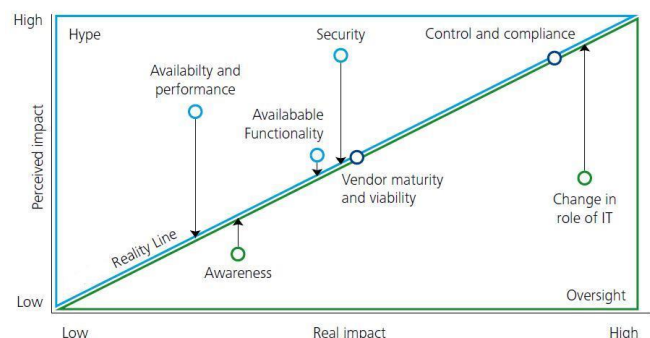 High
Hype
Security
Control and compliance
Availabilty and
performance
Availabable
Functionality
Perceived impact
Vendor maturity
and viability
Change in
role of IT
Reality Line
Awareness
Low
Oversight
Low
Real impact
High